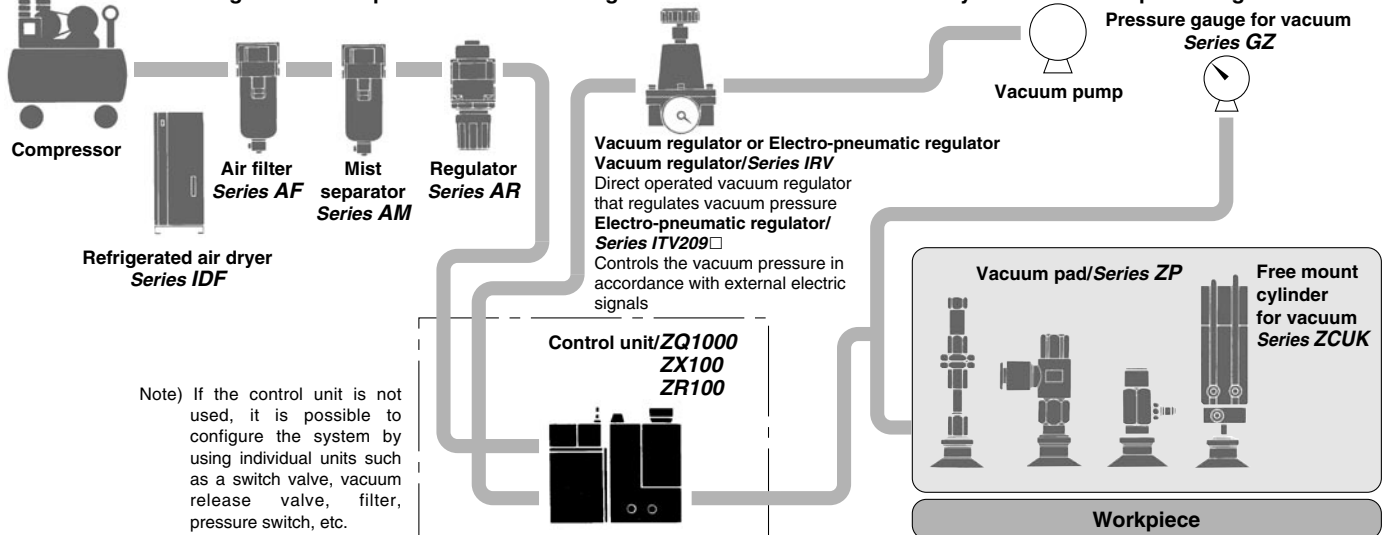 Pressure gauge for vacuum
Series GZ
Vacuum pump
Compressor
Air filter
Series AF
Mist
separator
Series AM
Regulator
Series AR
Refrigerated air dryer
Series IDF
Vacuum regulator or Electro-pneumatic regulator
Vacuum regulator/Series IRV
Direct operated vacuum regulator
that regulates vacuum pressure
Electro-pneumatic regulator/
Series ITV209□
Controls the vacuum pressure in
accordance with external electric
signals
Control unit/ZQ1000
ZX100
ZR100
Note) If the control unit is not
used, it is possible to
configure the system by
using individual units such
as a switch valve, vacuum
release valve, filter,
pressure switch, etc.
Vacuum pad/Series ZP
Free mount
cylinder
for vacuum
Series ZCUK
Workpiece